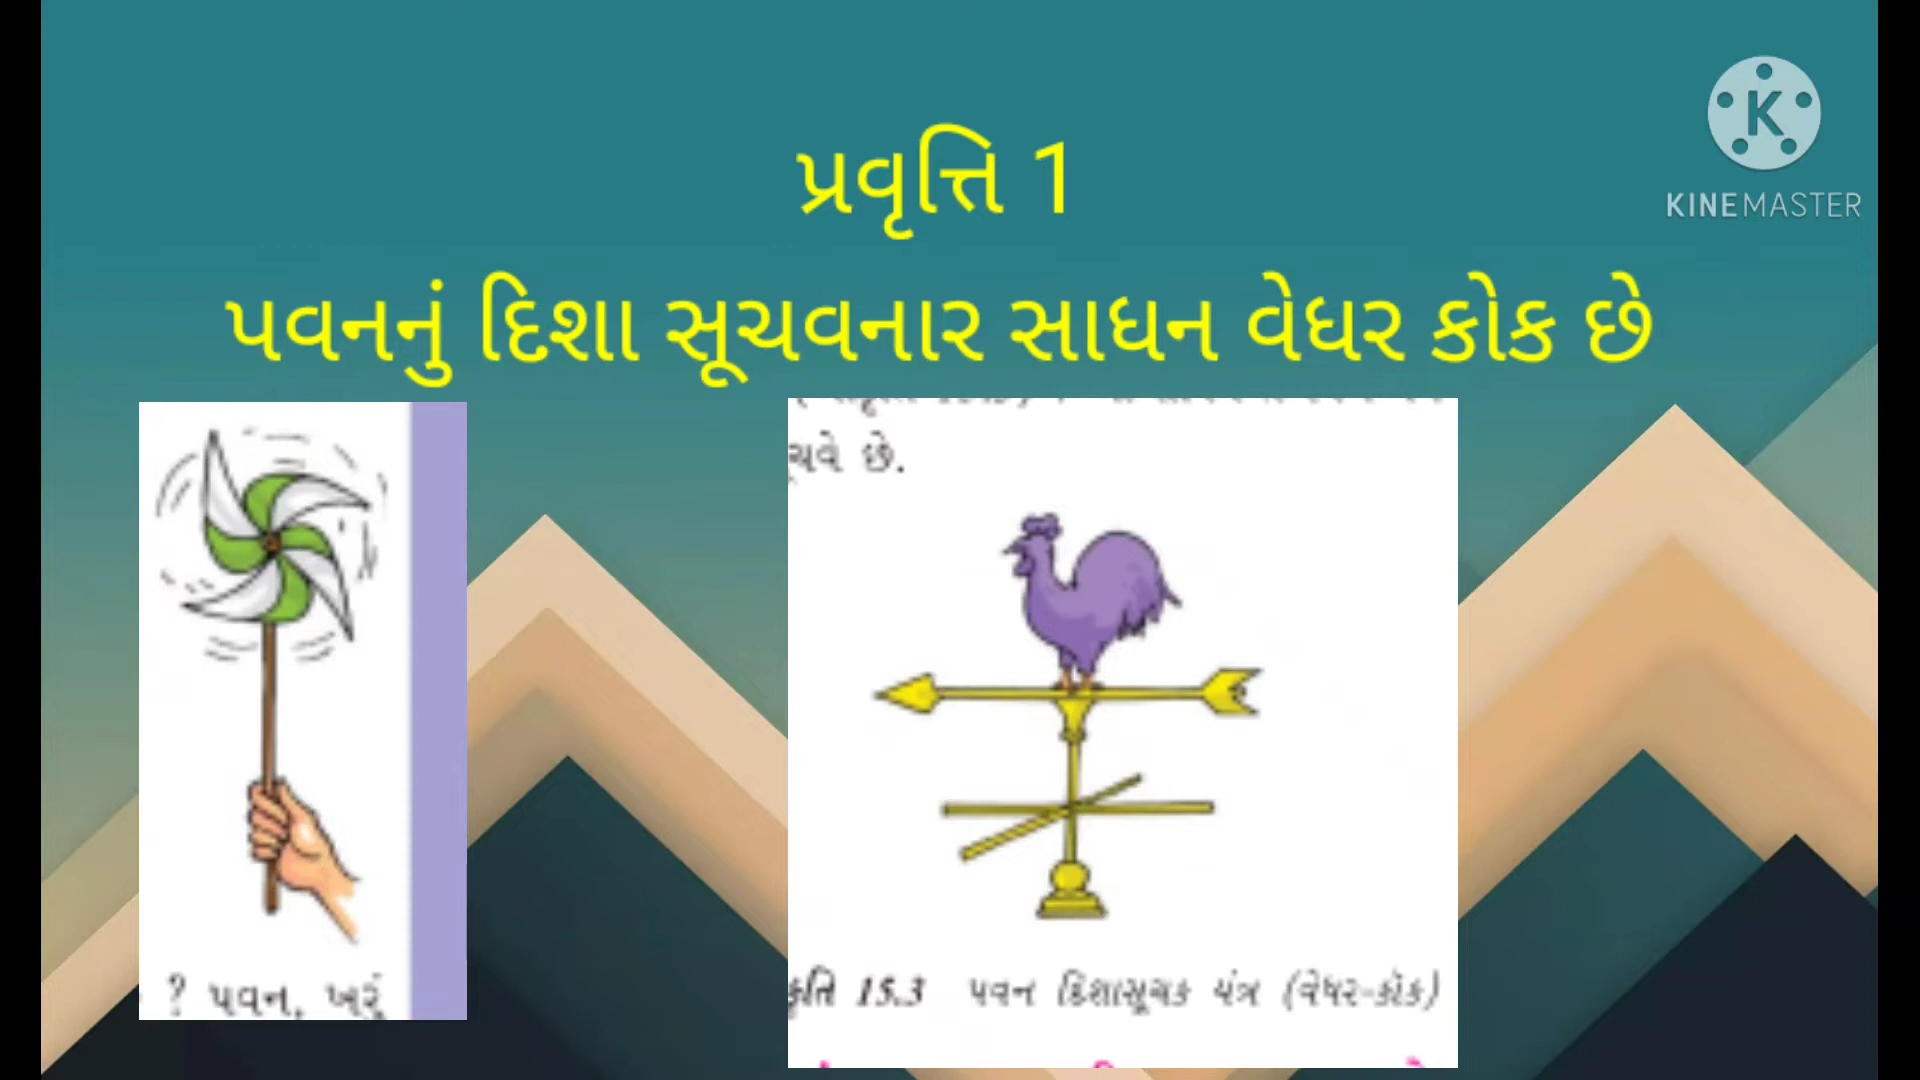 પ્રવૃત્તિ 1
KINEMASTER
પવનનું દિશા સૂચવનાર સાધન વેધર કોક છે
ચવે છે.
? પવન, ખરું
કૃતિ 15.3 પવન દિશાસૂચક યંત્ર (વેધર-કૉક)